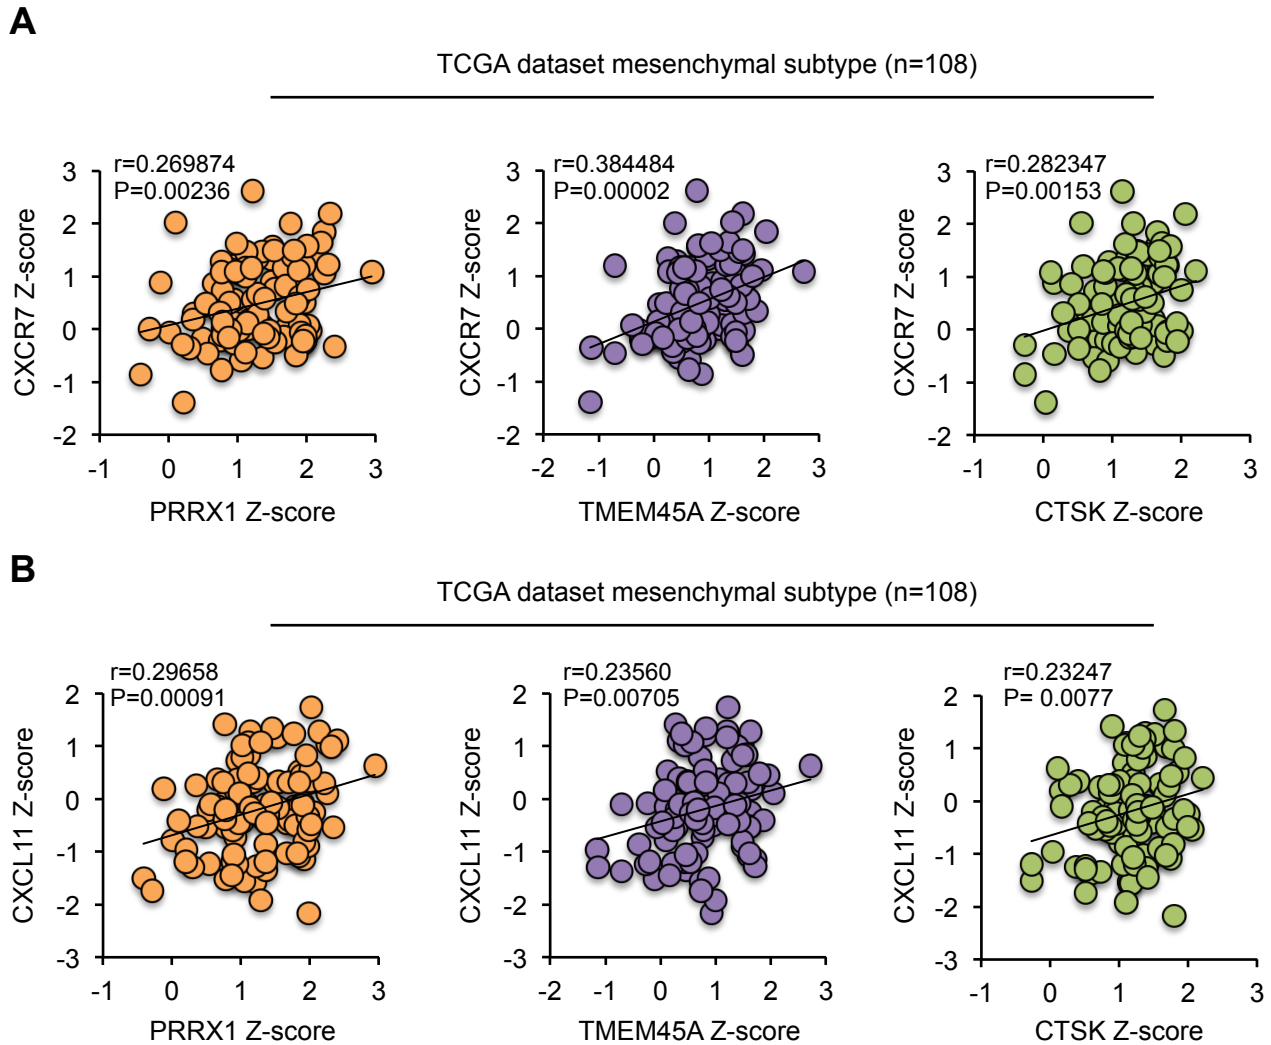 A
TCGA dataset mesenchymal subtype (n=108)
r=0.269874
P=0.00236
3
2
1
0
-1
-2
CXCR7 Z-score
-1 0 1 2 3
PRRX1 Z-score
r=0.384484
P=0.00002
3
2
1
0
-1
-2
CXCR7 Z-score
-2 -1 0 1 2 3
TMEM45A Z-score
r=0.282347
P=0.00153
3
2
1
0
-1
-2
CXCR7 Z-score
-1 0 1 2 3
CTSK Z-score
B
TCGA dataset mesenchymal subtype (n=108)
r=0.29658
P=0.00091
2
1
0
-1
-2
-3
CXCL11 Z-score
-1 0 1 2 3
PRRX1 Z-score
r=0.23560
P=0.00705
2
1
0
-1
-2
-3
CXCL11 Z-score
-2 -1 0 1 2 3
TMEM45A Z-score
r=0.23247
P= 0.0077
2
1
0
-1
-2
-3
CXCL11 Z-score
-1 0 1 2 3
CTSK Z-score